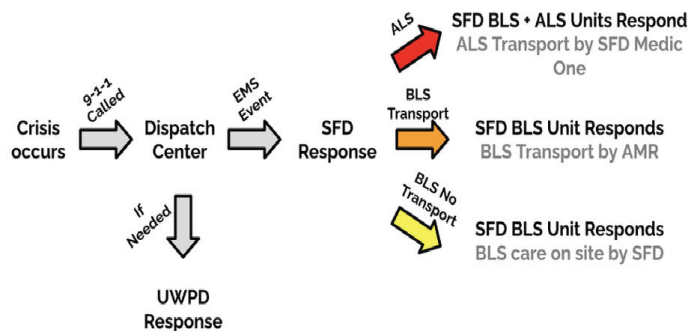 Crisis
occurs
9-1-1
Called
Dispatch
Center
EMS
Event
SFD
Response
ALS
SFD BLS + ALS Units Respond
ALS Transport by SFD Medic
One
BLS
Transport
SFD BLS Unit Responds
BLS Transport by AMR
BLS No
Transport
SFD BLS Unit Responds
BLS care on site by SFD
If
Needed
UWPD
Response